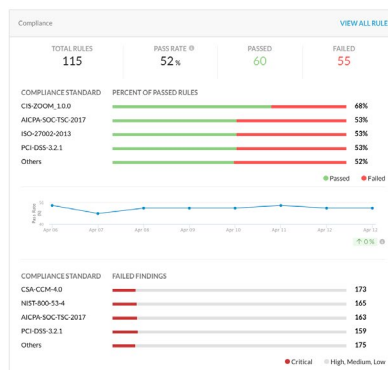 Compliance VIEW ALL RULE
TOTAL RULES PASS RATE PASSED FAILED
115 52 % 60 55
COMPLIANCE STANDARD PERCENT OF PASSED RULES
CIS-ZOOM_1.0.0 68%
AICPA-SOC-TSC-2017 53%
ISO-27002-2013 53%
PCI-DSS-3.2.1 53%
Others 52%
Passed Failed
Pass Rate
Apr 06 Apr 07 Apr 08 Apr 09 Apr 10 Apr 11 Apr 12
↑ 0 %
COMPLIANCE STANDARD FAILED FINDINGS
CSA-CCM-4.0 173
NIST-800-53-4 165
AICPA-SOC-TSC-2017 163
PCI-DSS-3.2.1 159
Others 175
Critical High, Medium, Low